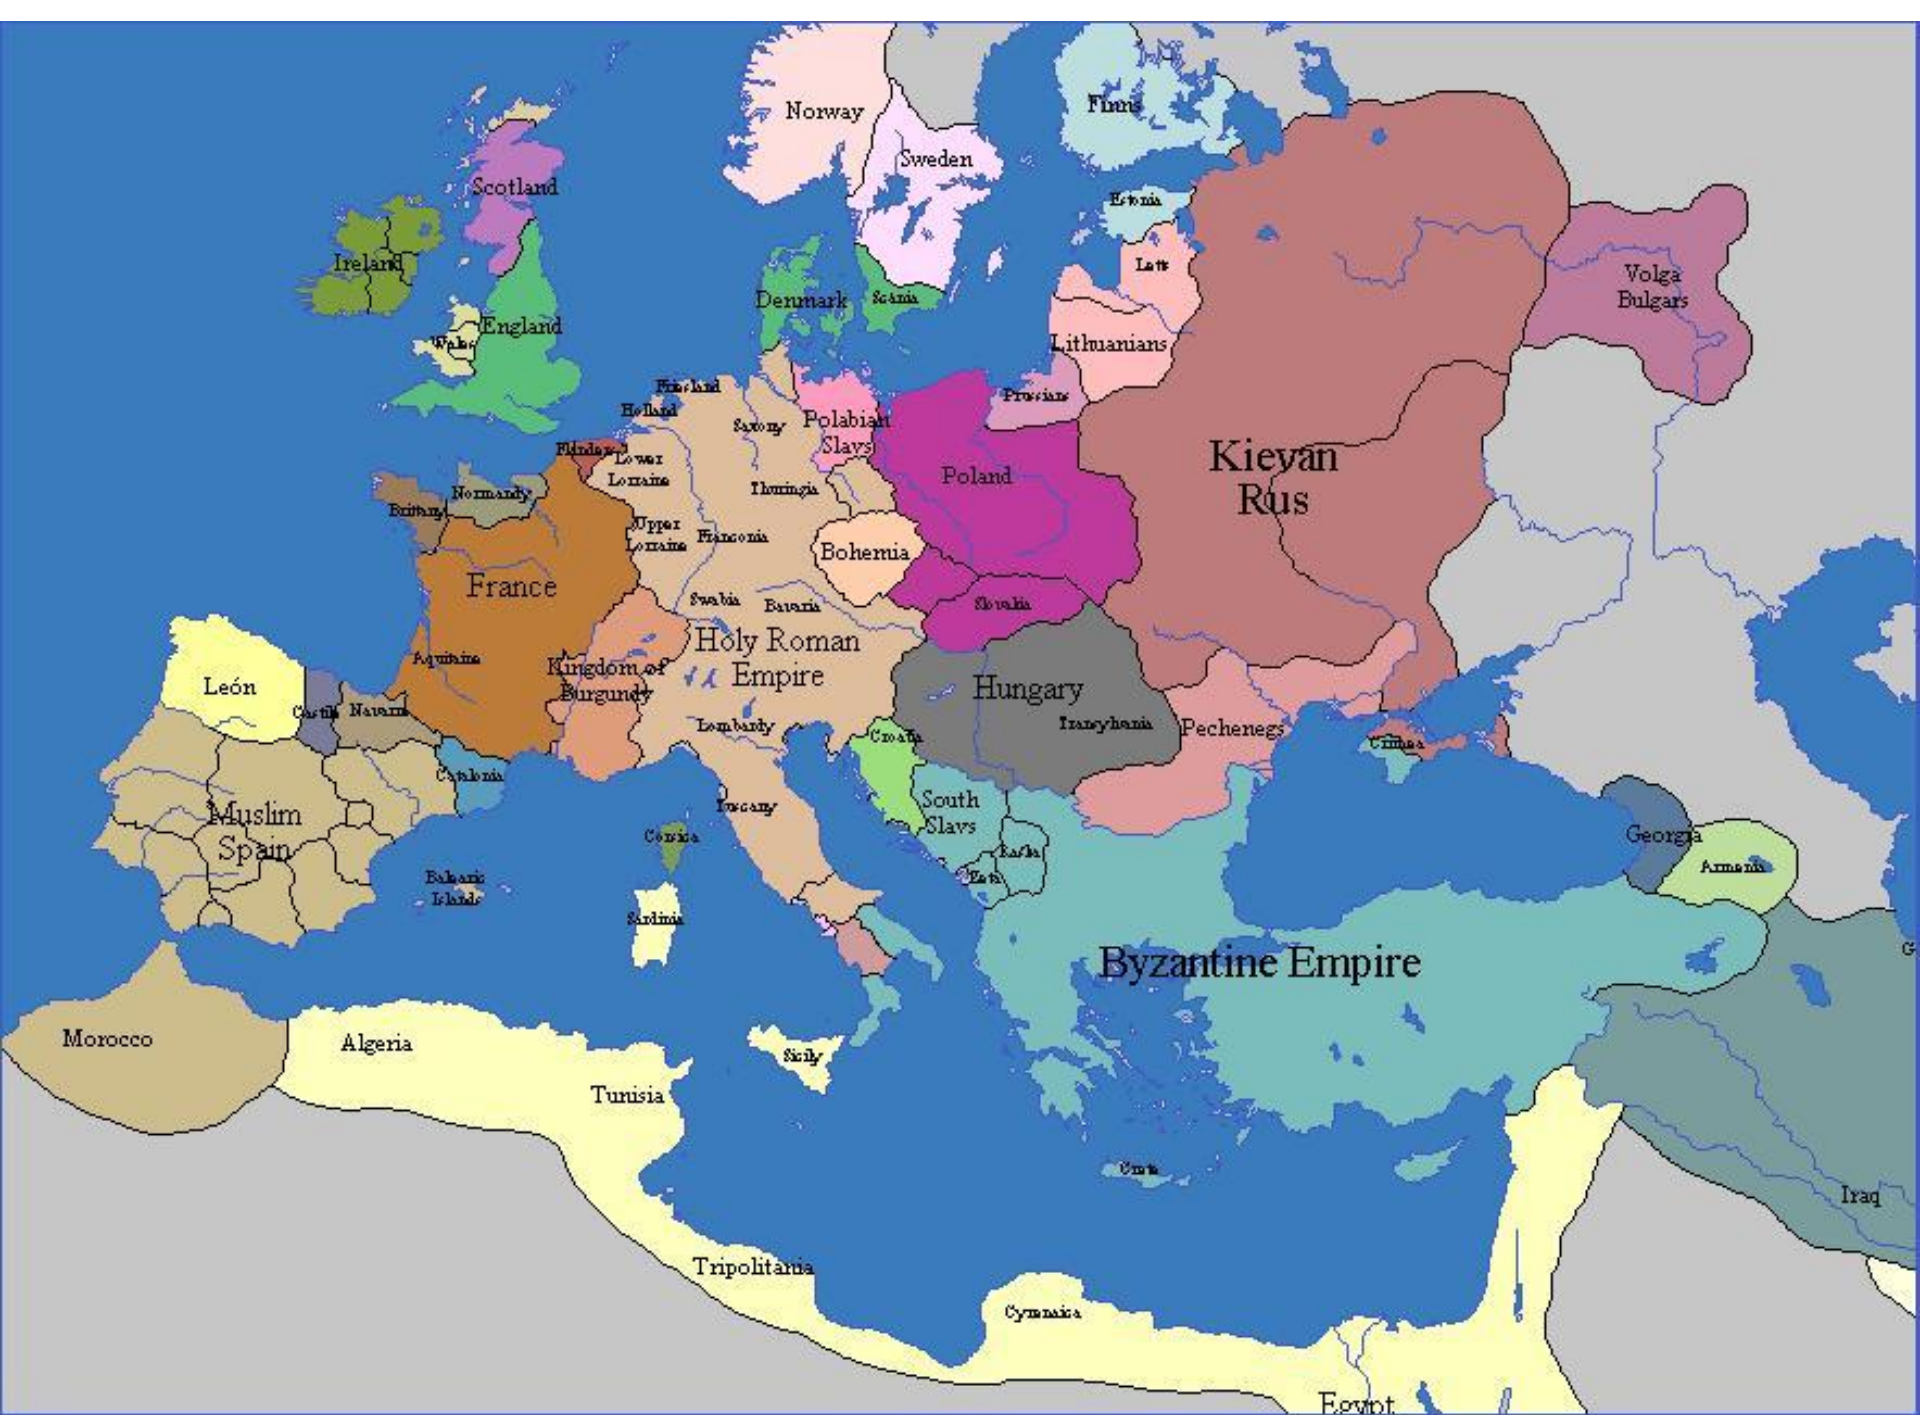 Norway
Finns
Sweden
Scotland
Estonia
Ireland
Letts
Volga
Bulgars
Denmark
Scania
England
Wales
Lithuanians
Friesland
Prussians
Holland
Saxony
Polabian
Slavs
Flanders
Lower
Lorraine
Kievan
Rus
Poland
Thuringia
Normandy
Brittany
Upper
Lorraine
Franconia
Bohemia
France
Swabia
Bavaria
Slovakia
Holy Roman
Empire
Aquitaine
Kingdom of
Burgundy
León
Hungary
Castile
Navarre
Lombardy
Transylvania
Pechenegs
Croatia
Crimea
Catalonia
South
Slavs
Tuscany
Muslim
Spain
Corsica
Georgia
Raska
Armenia
Zeta
Balearic
Islands
Sardinia
Byzantine Empire
G
Morocco
Algeria
Sicily
Tunisia
Crete
Iraq
Tripolitania
Cyrenaica
Egypt